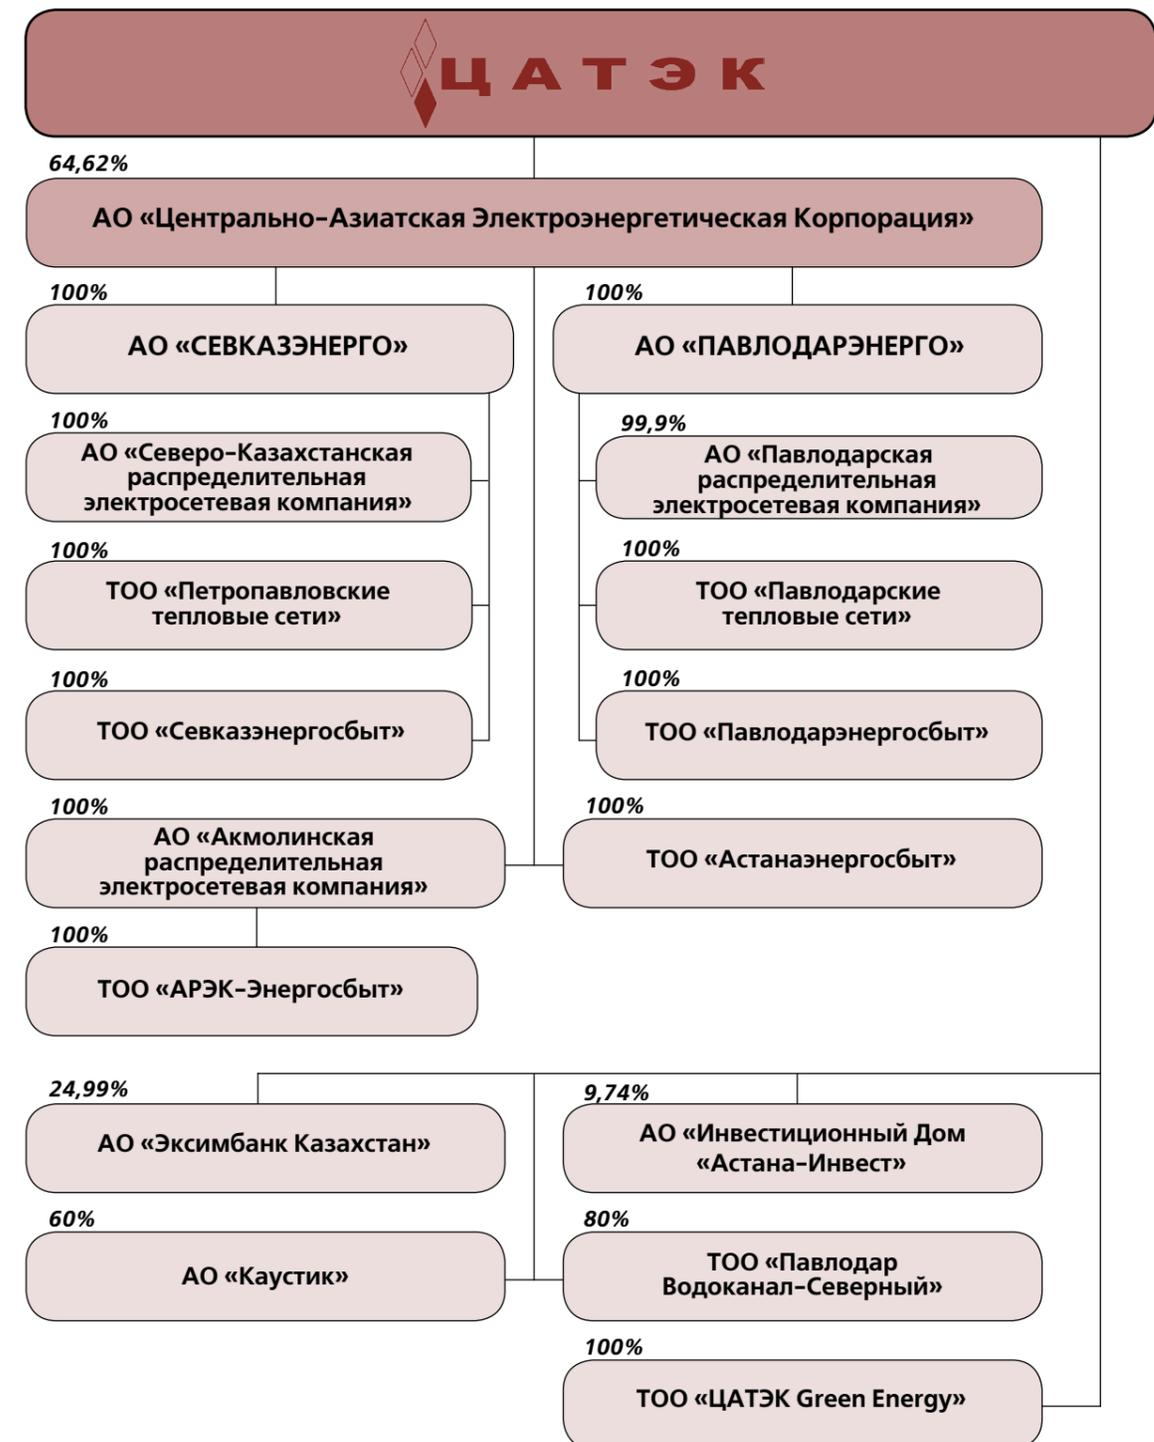 ЦАТЭК
64,62%
АО «Центрально-Азиатская Электроэнергетическая Корпорация»
100%
АО «СЕВКАЗЭНЕРГО»
100%
АО «ПАВЛОДАРЭНЕРГО»
100%
АО «Северо-Казахстанская
распределительная
электросетевая компания»
99,9%
АО «Павлодарская
распределительная
электросетевая компания»
100%
ТОО «Петропавловские
тепловые сети»
100%
ТОО «Павлодарские
тепловые сети»
100%
ТОО «Севказэнергосбыт»
100%
ТОО «Павлодарэнергосбыт»
100%
АО «Акмолинская
распределительная
электросетевая компания»
100%
ТОО «Астанаэнергосбыт»
100%
ТОО «АРЭК-Энергосбыт»
24,99%
АО «Эксимбанк Казахстан»
9,74%
АО «Инвестиционный Дом
«Астана-Инвест»
60%
АО «Каустик»
80%
ТОО «Павлодар
Водоканал-Северный»
100%
ТОО «ЦАТЭК Green Energy»